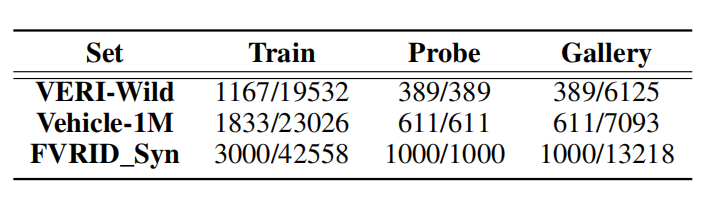 Set Train Probe Gallery
VERI-Wild 1167/19532 389/389 389/6125
Vehicle-1M 1833/23026 611/611 611/7093
FVRID_Syn 3000/42558 1000/1000 1000/13218